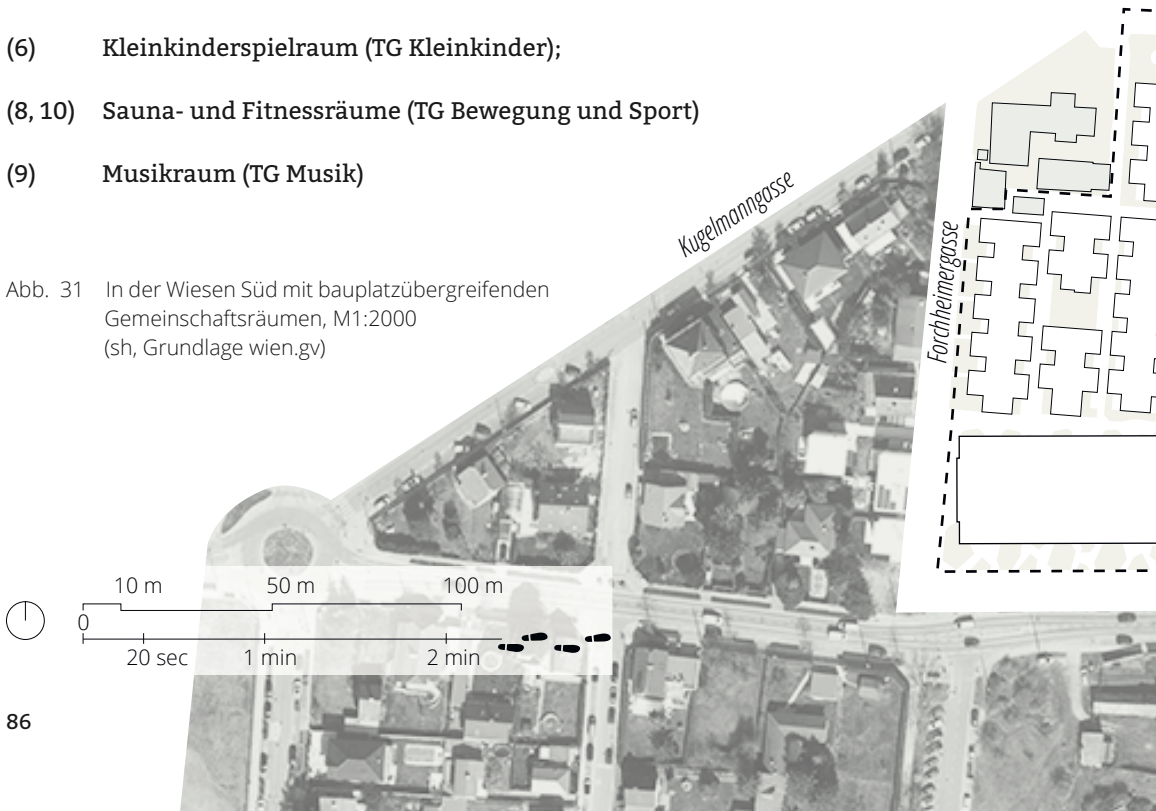 (6) Kleinkinderspielraum (TG Kleinkinder);
(8, 10) Sauna- und Fitnessräume (TG Bewegung und Sport)
(9) Musikraum (TG Musik)
Abb. 31 In der Wiesen Süd mit bauplatzübergreifenden
Gemeinschaftsräumen, M1:2000
(sh, Grundlage wien.gv)
Kugelmanngasse
Forchheimergasse
10 m 50 m 100 m
0
20 sec 1 min 2 min
86